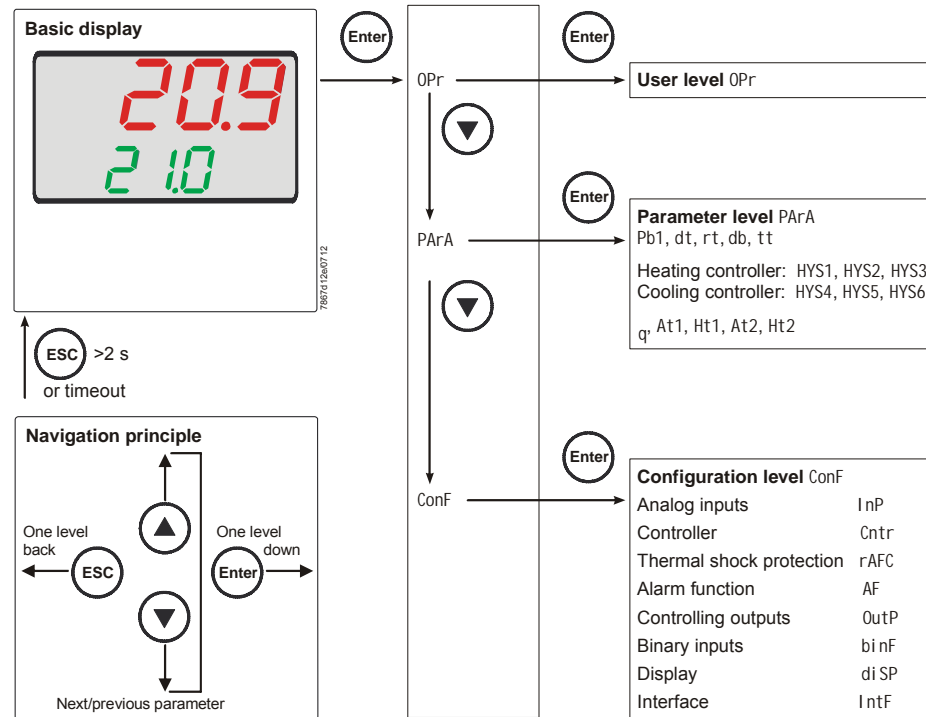 Basic display
20.9
21.0
7867d12e/0712
ESC >2 s
or timeout
Navigation principle
One level
back
ESC
One level
down
Enter
Next/previous parameter
Enter
OPr
PArA
ConF
Enter
User level OPr
Enter
Parameter level PArA
Pb1, dt, rt, db, tt
Heating controller: HYS1, HYS2, HYS3
Cooling controller: HYS4, HYS5, HYS6
q, At1, Ht1, At2, Ht2
Enter
Configuration level ConF
Analog inputs InP
Controller Cntr
Thermal shock protection rAFC
Alarm function AF
Controlling outputs OutP
Binary inputs binF
Display diSP
Interface IntF